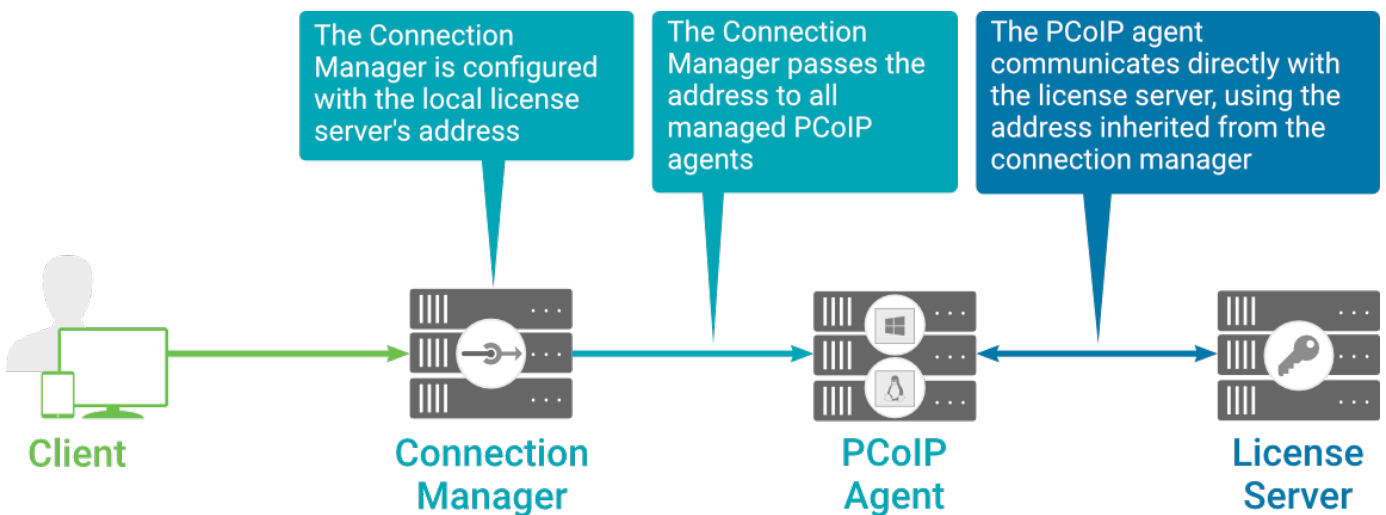 The Connection
Manager is configured
with the local license
server's address
The Connection
Manager passes the
address to all
managed PCoIP
agents
The PCoIP agent
communicates directly with
the license server, using the
address inherited from the
connection manager
Client
Connection
Manager
PCoIP
Agent
License
Server